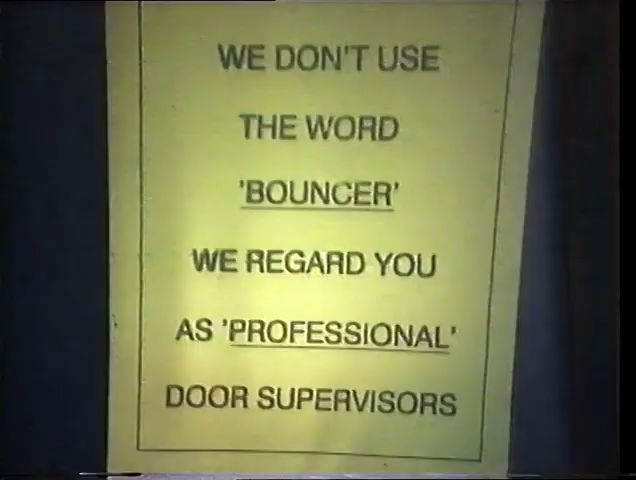 WE DON'T USE
THE WORD
'BOUNCER'
WE REGARD YOU
AS 'PROFESSIONAL'
DOOR SUPERVISORS